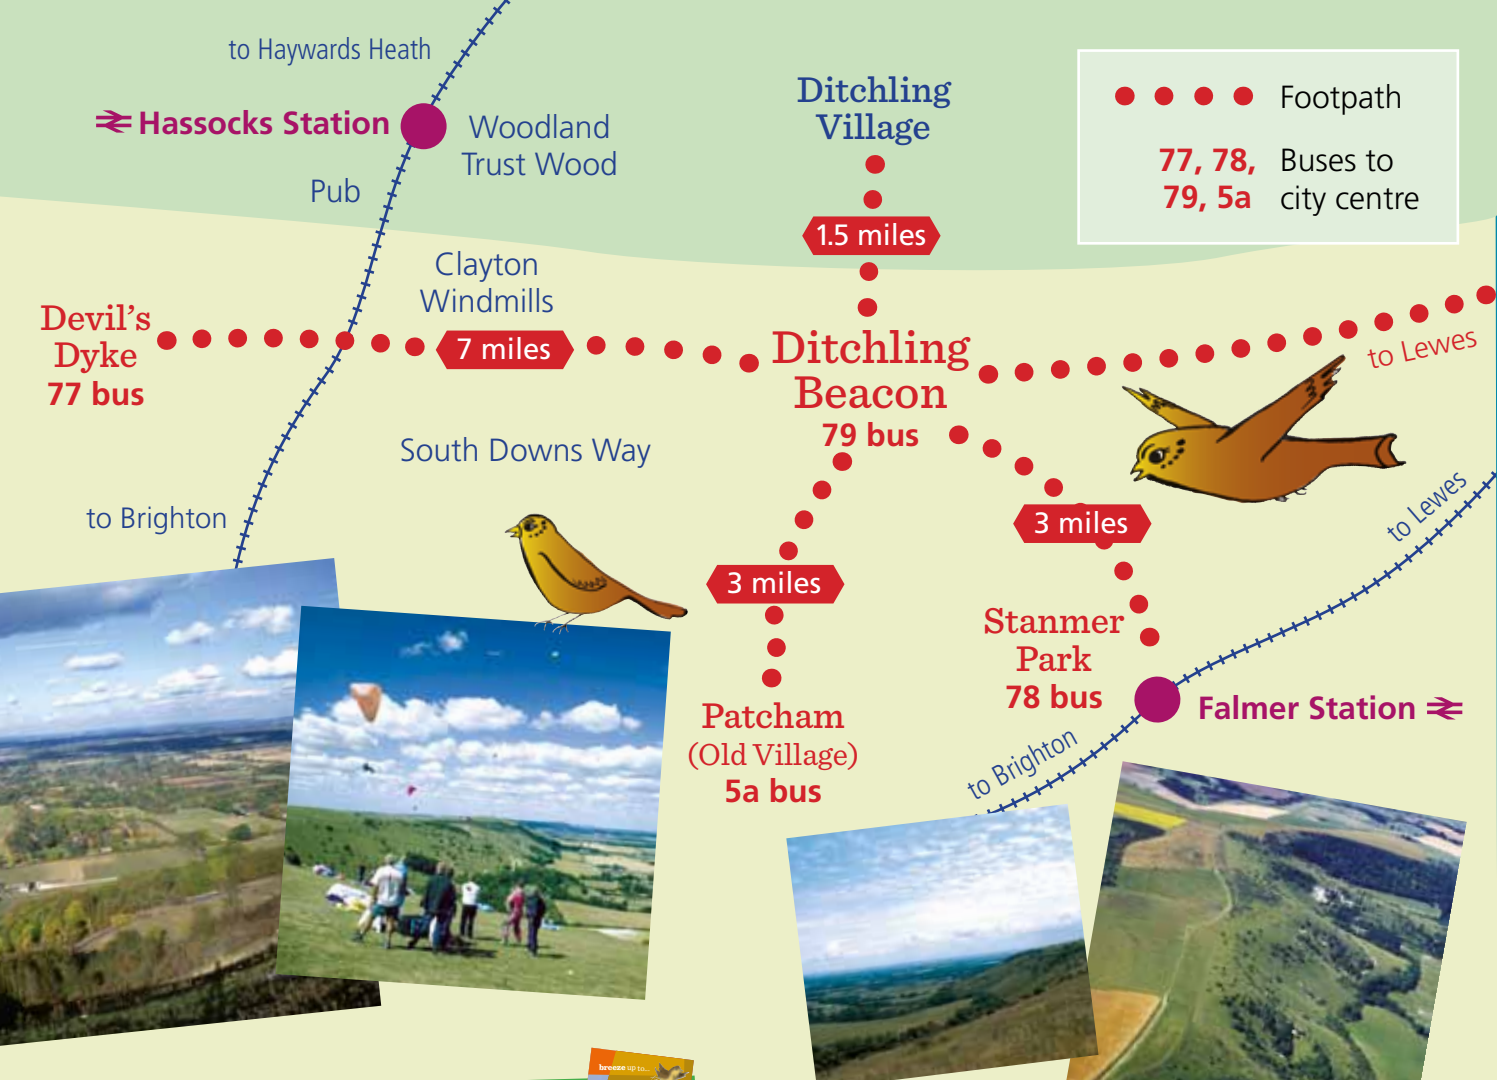 to Haywards Heath
Hassocks Station
Woodland
Trust Wood
Pub
Ditchling
Village
Footpath
77, 78,
79, 5a
Buses to
city centre
1.5 miles
Clayton
Windmills
Devil's
Dyke
77 bus
7 miles
Ditchling
Beacon
79 bus
to Lewes
South Downs Way
to Brighton
3 miles
to Lewes
3 miles
Stanmer
Park
78 bus
Falmer Station
Patcham
(Old Village)
5a bus
to Brighton
breeze up to...